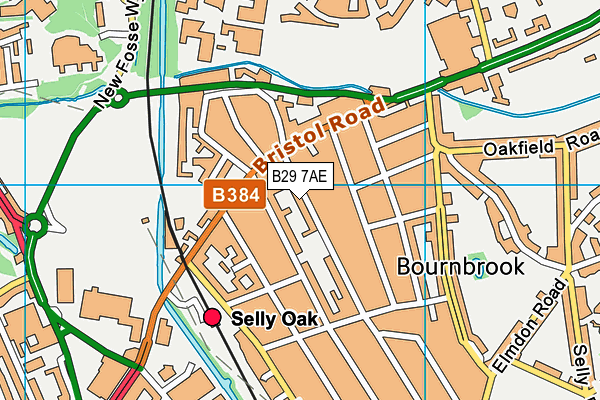 New Fosse W
Bristol Road
Oakfield Roa
B29 7AE
B384
Bournbrook
Selly Oak
Elmdon Road
Selly